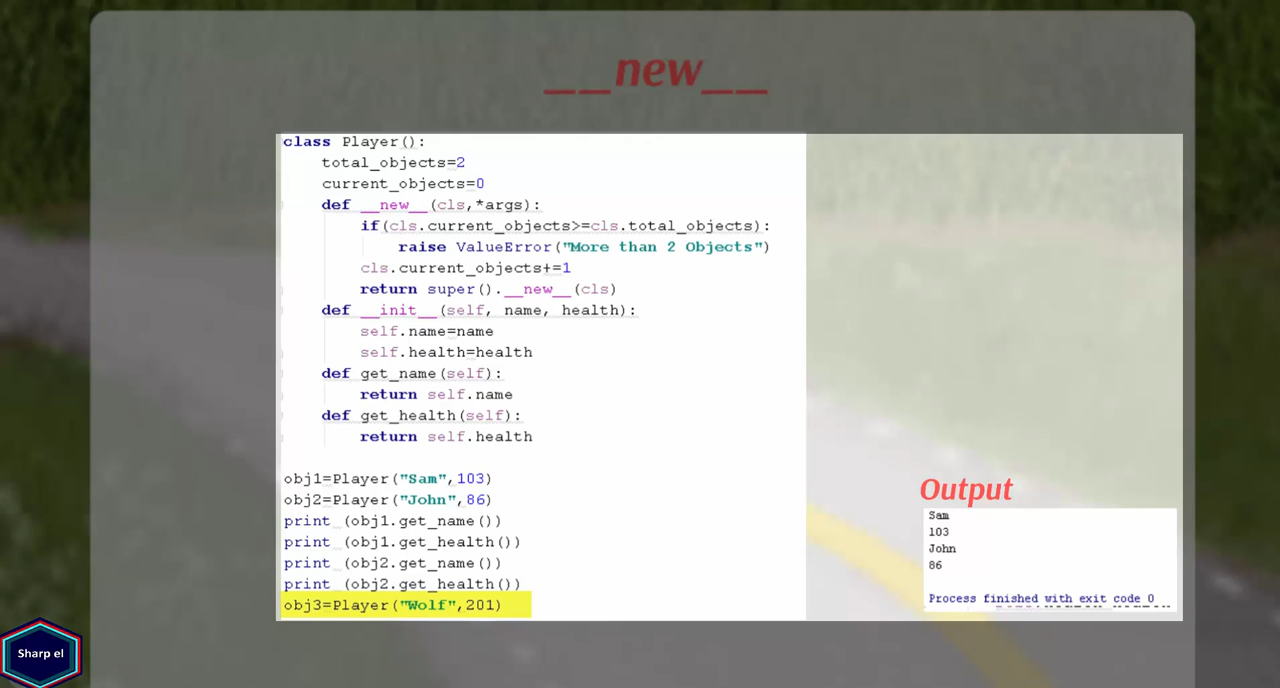 __new__
class Player():
    total_objects=2
    current_objects=0
    def __new__(cls,*args):
        if(cls.current_objects>=cls.total_objects):
            raise ValueError("More than 2 Objects")
        cls.current_objects+=1
        return super().__new__(cls)
    def __init__(self, name, health):
        self.name=name
        self.health=health
    def get_name(self):
        return self.name
    def get_health(self):
        return self.health
obj1=Player("Sam",103)
obj2=Player("John",86)
print (obj1.get_name())
print (obj1.get_health())
print (obj2.get_name())
print (obj2.get_health())
obj3=Player("Wolf",201)
Output
Sam
103
John
86
Process finished with exit code 0
Sharp el